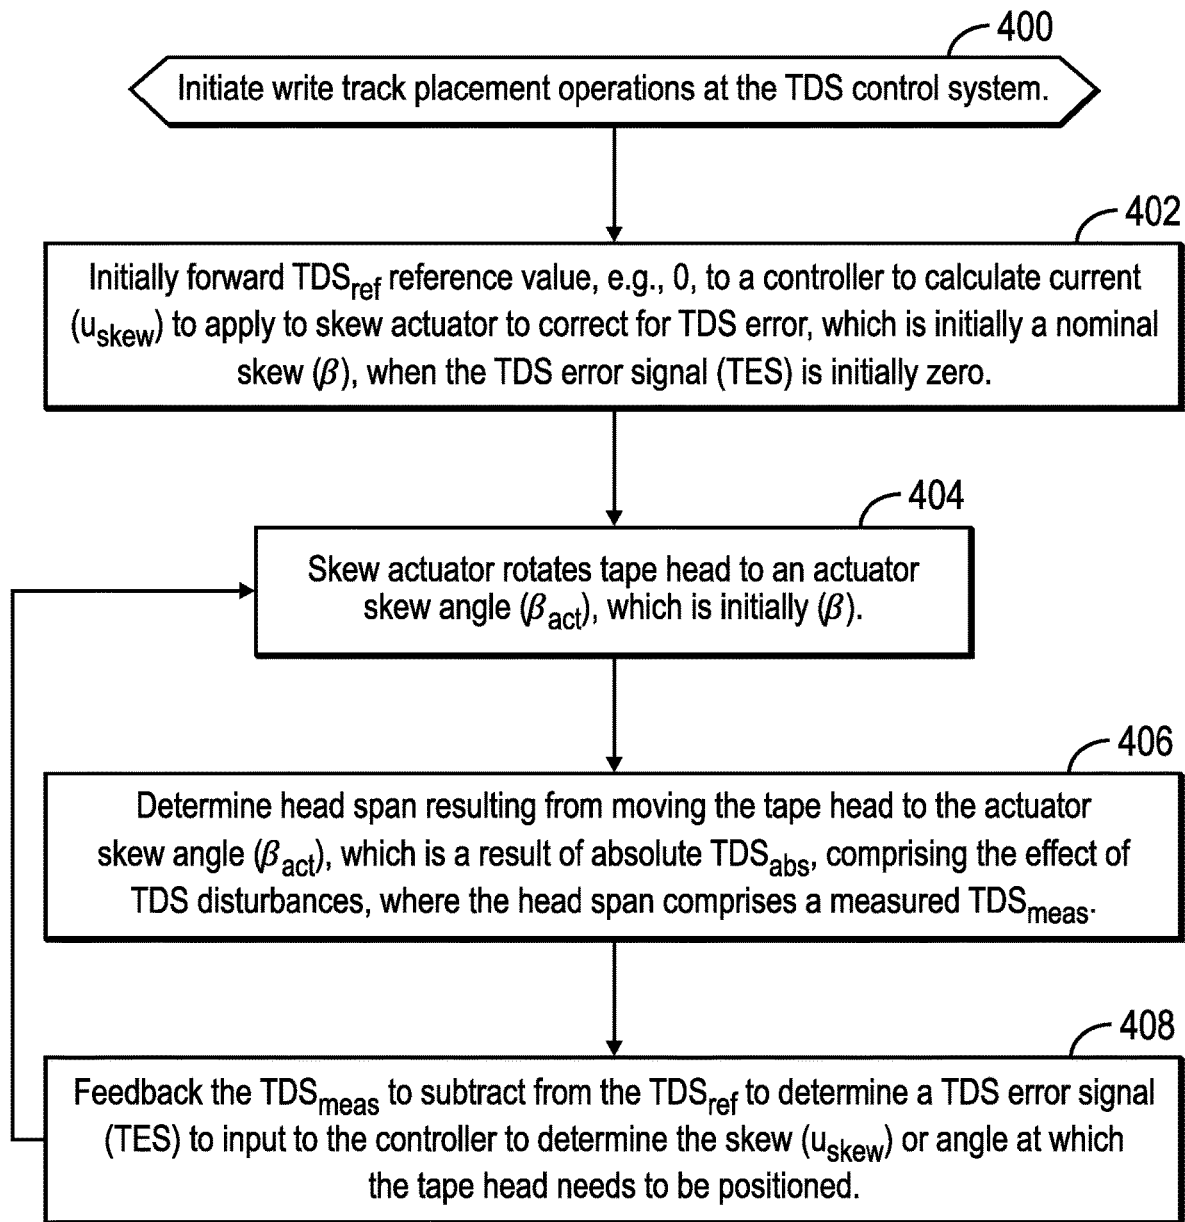 400
Initiate write track placement operations at the TDS control system.
402
Initially forward TDSref reference value, e.g., 0, to a controller to calculate current
(uskew) to apply to skew actuator to correct for TDS error, which is initially a nominal
skew (β), when the TDS error signal (TES) is initially zero.
404
Skew actuator rotates tape head to an actuator
skew angle (βact), which is initially (β).
406
Determine head span resulting from moving the tape head to the actuator
skew angle (βact), which is a result of absolute TDSabs, comprising the effect of
TDS disturbances, where the head span comprises a measured TDSmeas.
408
Feedback the TDSmeas to subtract from the TDSref to determine a TDS error signal
(TES) to input to the controller to determine the skew (uskew) or angle at which
the tape head needs to be positioned.